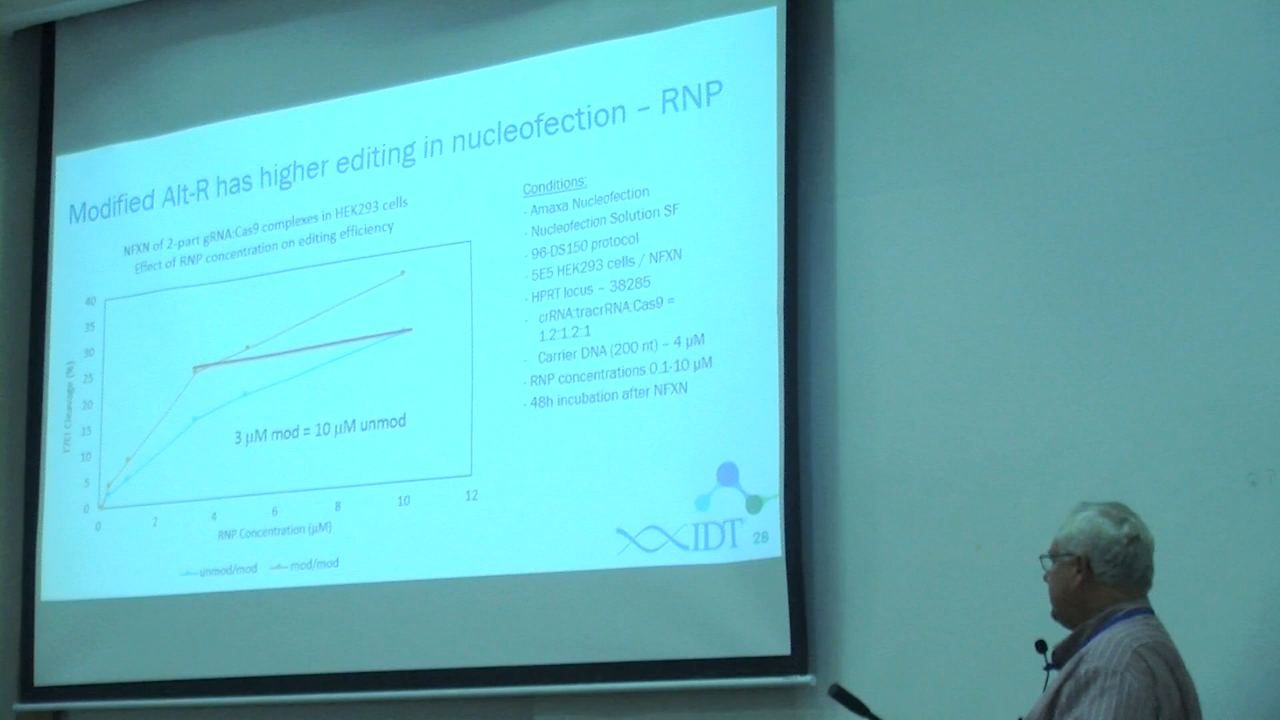 Modified Alt-R has higher editing in nucleofection – RNP
NFXN of 2-part gRNA:Cas9 complexes in HEK293 cells
Effect of RNP concentration on editing efficiency
40
35
30
25
20
15
10
5
0
T7EI Cleavage (%)
3 µM mod = 10 µM unmod
0 2 4 6 8 10 12
RNP Concentration (µM)
unmod/mod mod/mod
Conditions:
- Amaxa Nucleofection
- Nucleofection Solution SF
- 96-DS150 protocol
- 5E5 HEK293 cells / NFXN
- HPRT locus – 38285
- crRNA:tracrRNA:Cas9 =
1.2:1.2:1
- Carrier DNA (200 nt) – 4 µM
- RNP concentrations 0.1-10 µM
- 48h incubation after NFXN
IDT 28